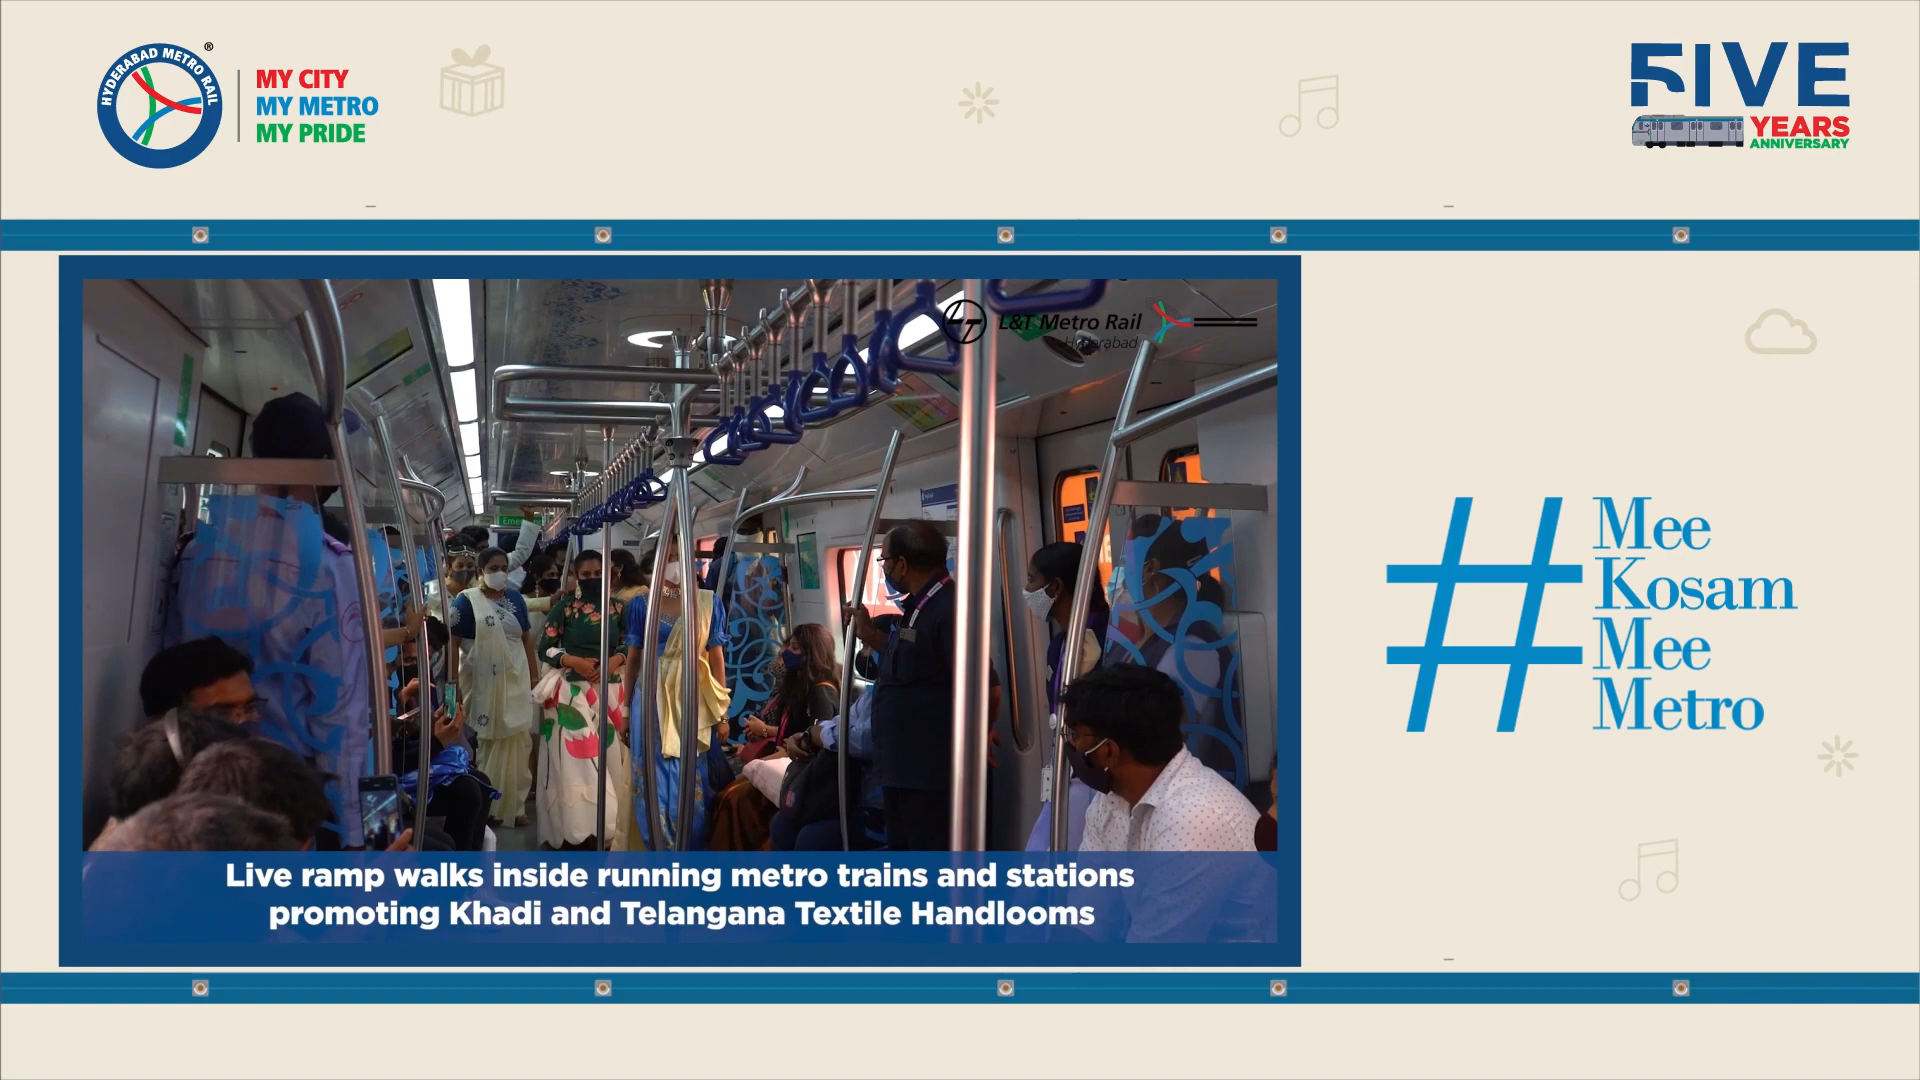 HYDERABAD METRO RAIL
®
MY CITY
MY METRO
MY PRIDE
FIVE
YEARS
ANNIVERSARY
L&T Metro Rail
Hyderabad
Live ramp walks inside running metro trains and stations
promoting Khadi and Telangana Textile Handlooms
#Mee
Kosam
Mee
Metro